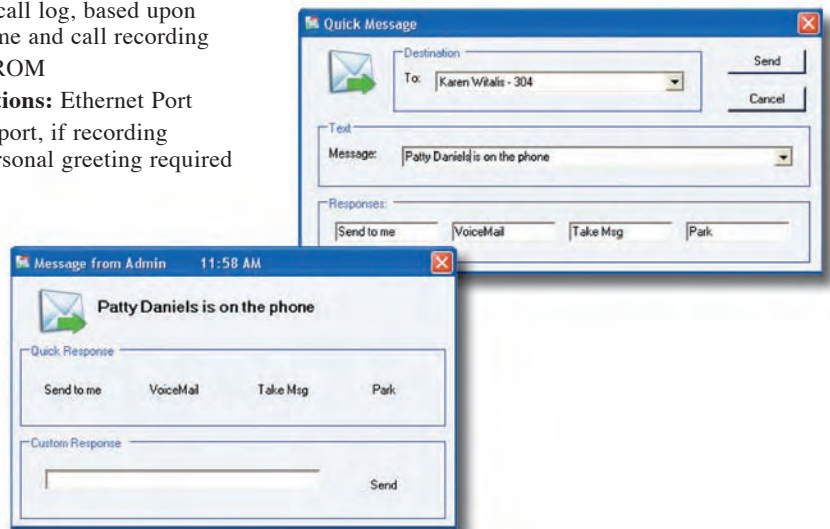 call log, based upon
me and call recording
ROM
tions: Ethernet Port
port, if recording
rsonal greeting required
Quick Message
Destination
To: Karen Witalis - 304
Send
Cancel
Text
Message: Patty Daniels is on the phone
Responses:
Send to me VoiceMail Take Msg Park
Message from Admin 11:58 AM
Patty Daniels is on the phone
Quick Response
Send to me VoiceMail Take Msg Park
Custom Response
Send